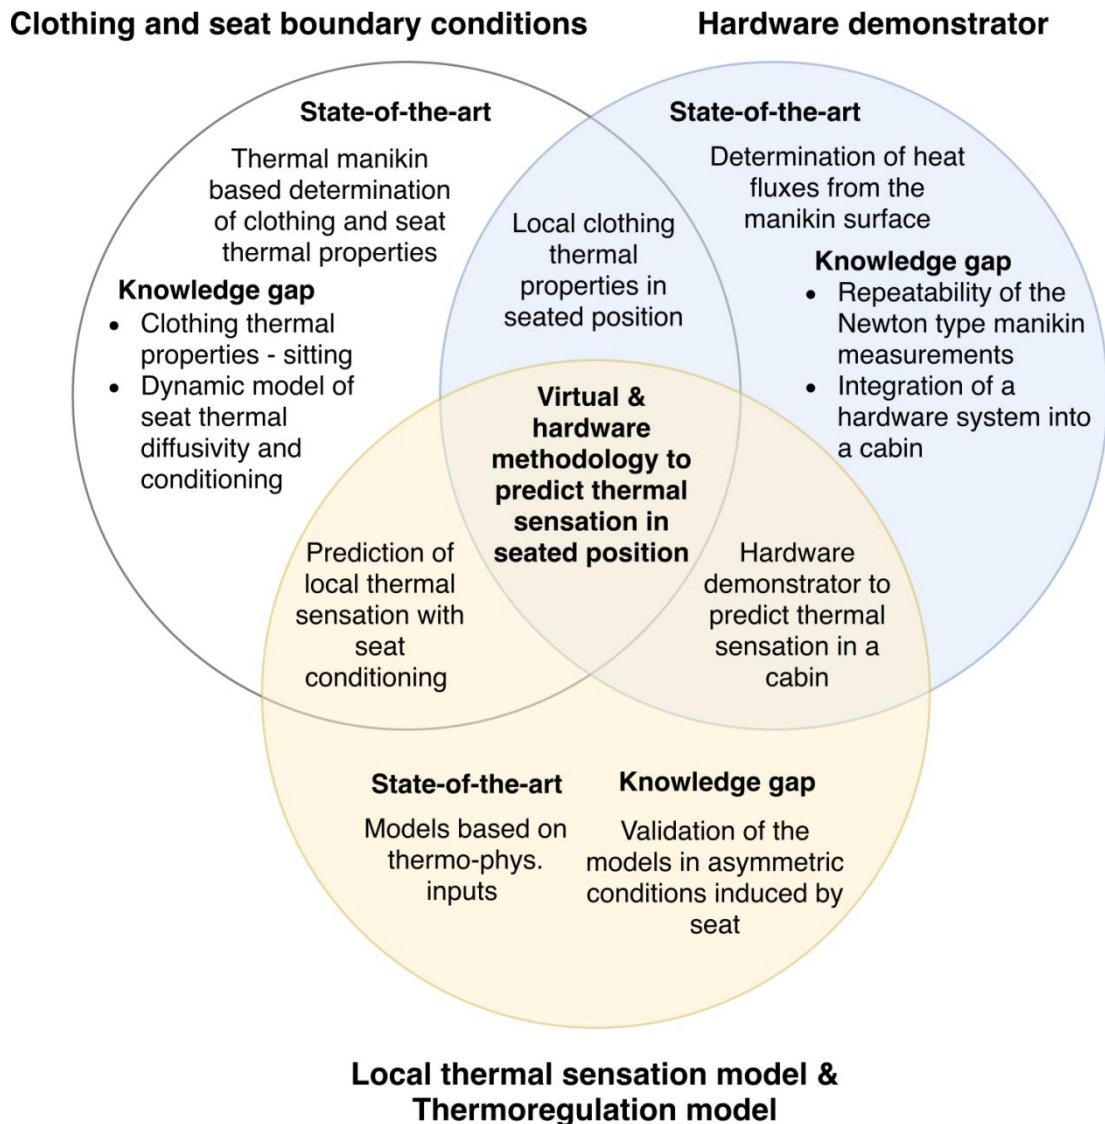 Clothing and seat boundary conditions
Hardware demonstrator
State-of-the-art
Thermal manikin
based determination
of clothing and seat
thermal properties
Knowledge gap
• Clothing thermal
properties - sitting
• Dynamic model of
seat thermal
diffusivity and
conditioning
State-of-the-art
Determination of heat
fluxes from the
manikin surface
Knowledge gap
• Repeatability of the
Newton type manikin
measurements
• Integration of a
hardware system into
a cabin
Local clothing
thermal
properties in
seated position
Virtual &
hardware
methodology to
predict thermal
sensation in
seated position
Prediction of
local thermal
sensation with
seat
conditioning
Hardware
demonstrator to
predict thermal
sensation in a
cabin
State-of-the-art
Models based on
thermo-phys.
inputs
Knowledge gap
Validation of the
models in asymmetric
conditions induced by
seat
Local thermal sensation model &
Thermoregulation model